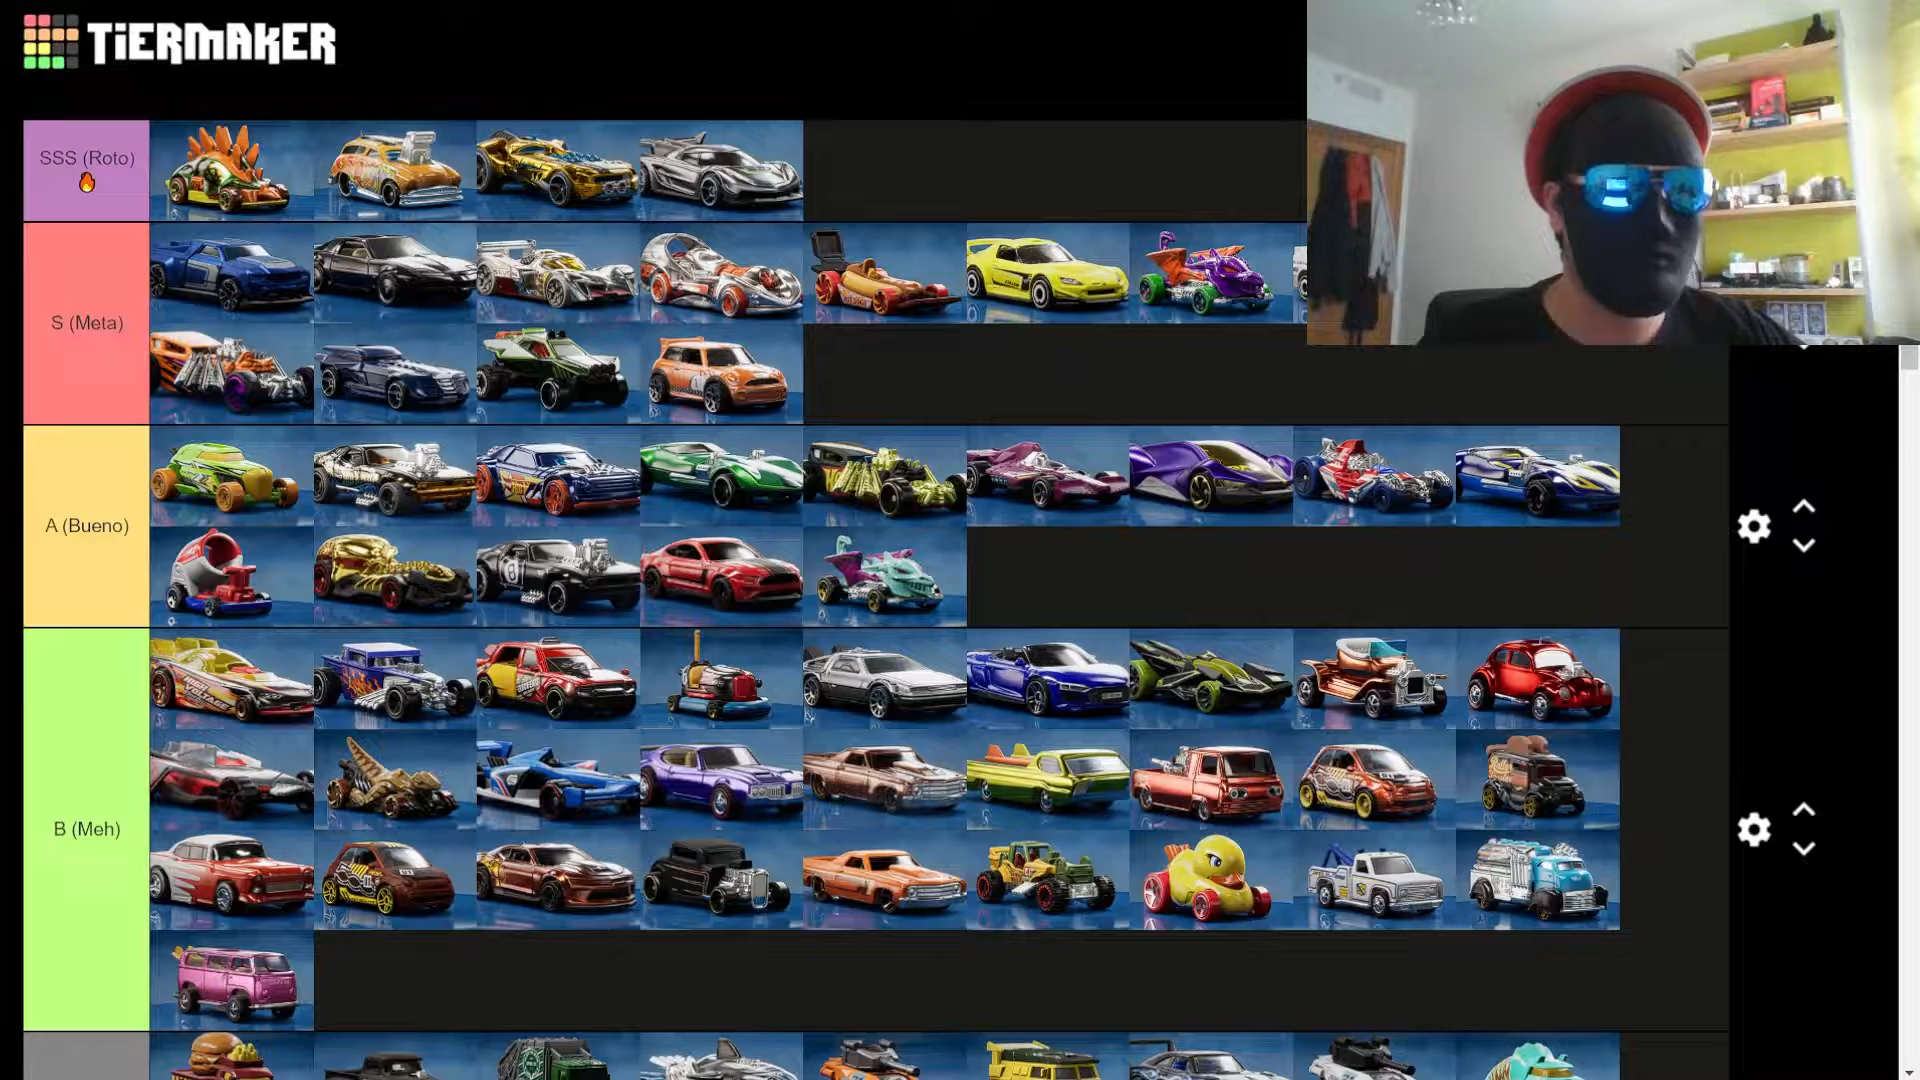 TiERMAKER
SSS (Roto)
🔥
S (Meta)
A (Bueno)
B (Meh)